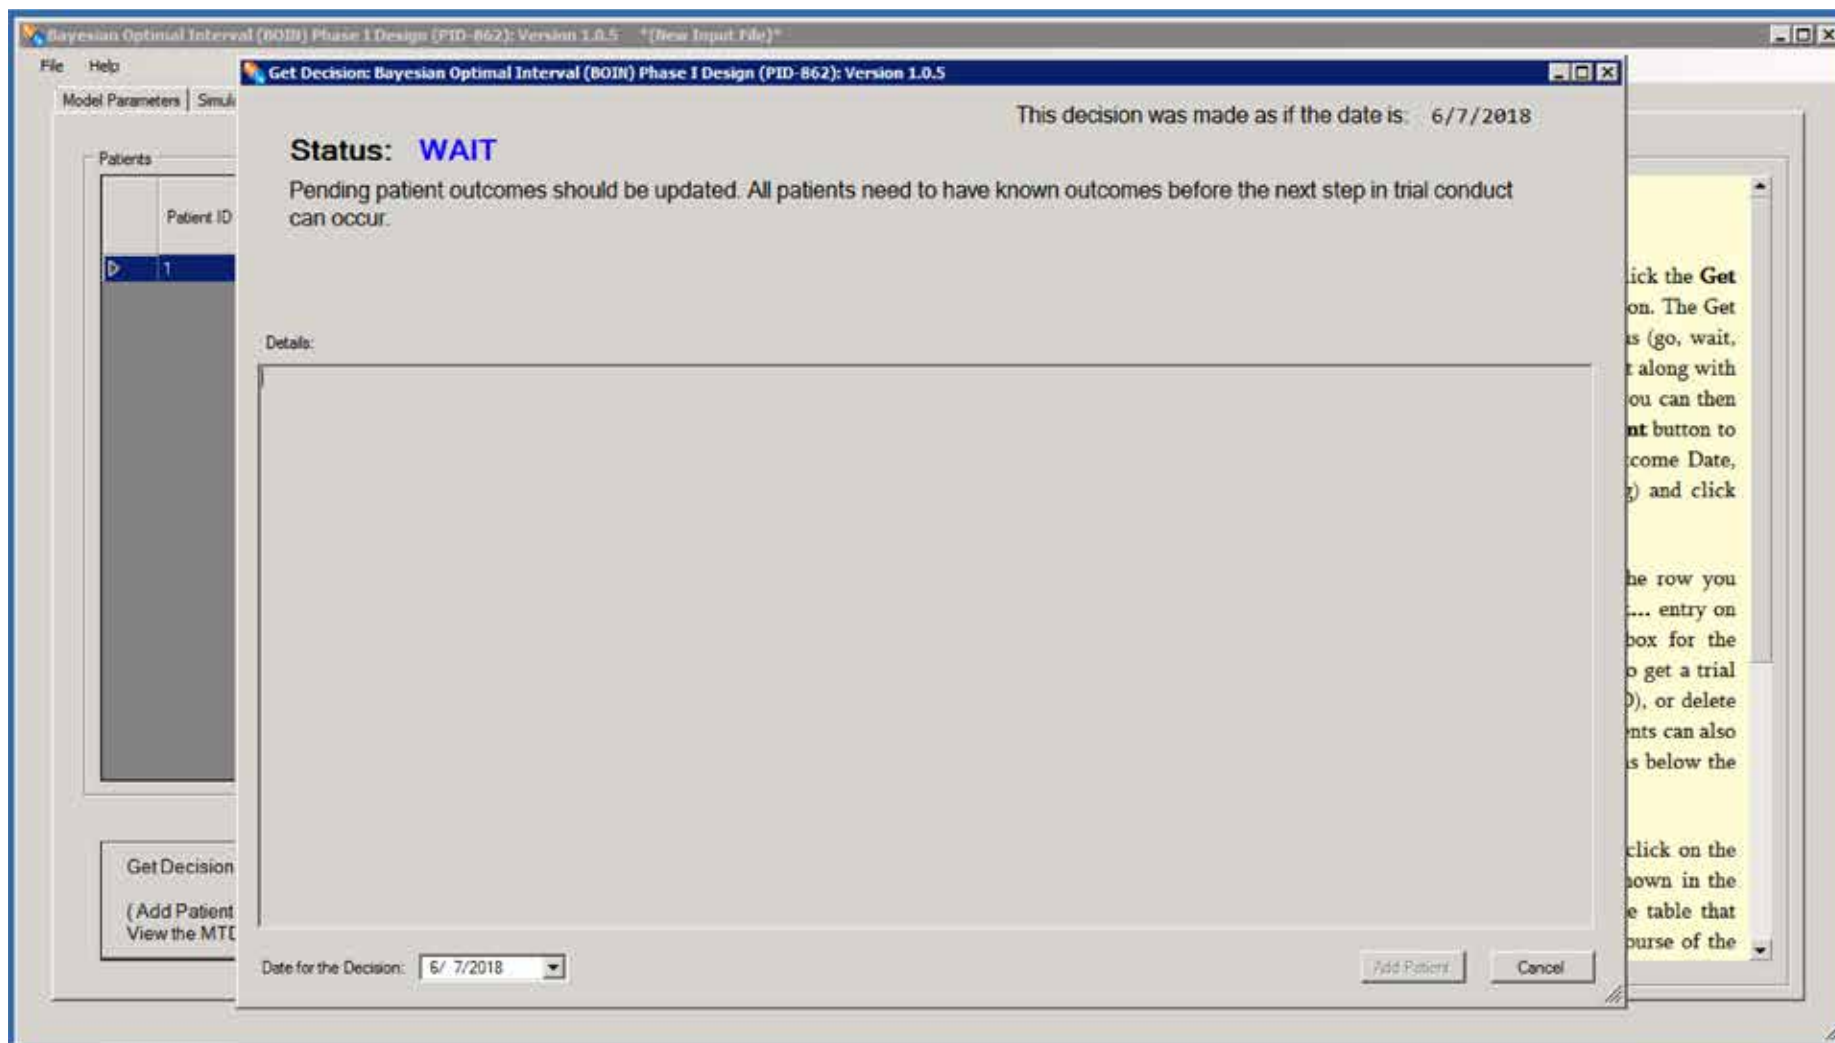 Bayesian Optimal Interval (BOIN) Phase I Design (PID-862): Version 1.0.5 *(New Input File)*
File Help
Get Decision: Bayesian Optimal Interval (BOIN) Phase I Design (PID-862): Version 1.0.5
Model Parameters Simula
This decision was made as if the date is: 6/7/2018
Status: WAIT
Pending patient outcomes should be updated. All patients need to have known outcomes before the next step in trial conduct
can occur.
Patients
Patient ID
1
Details:
lick the Get
on. The Get
us (go, wait,
t along with
ou can then
nt button to
come Date,
g) and click
he row you
... entry on
box for the
o get a trial
D), or delete
ents can also
s below the
click on the
hown in the
e table that
ourse of the
Get Decision
(Add Patient
View the MTD
Date for the Decision: 6/ 7/2018
Add Patient Cancel